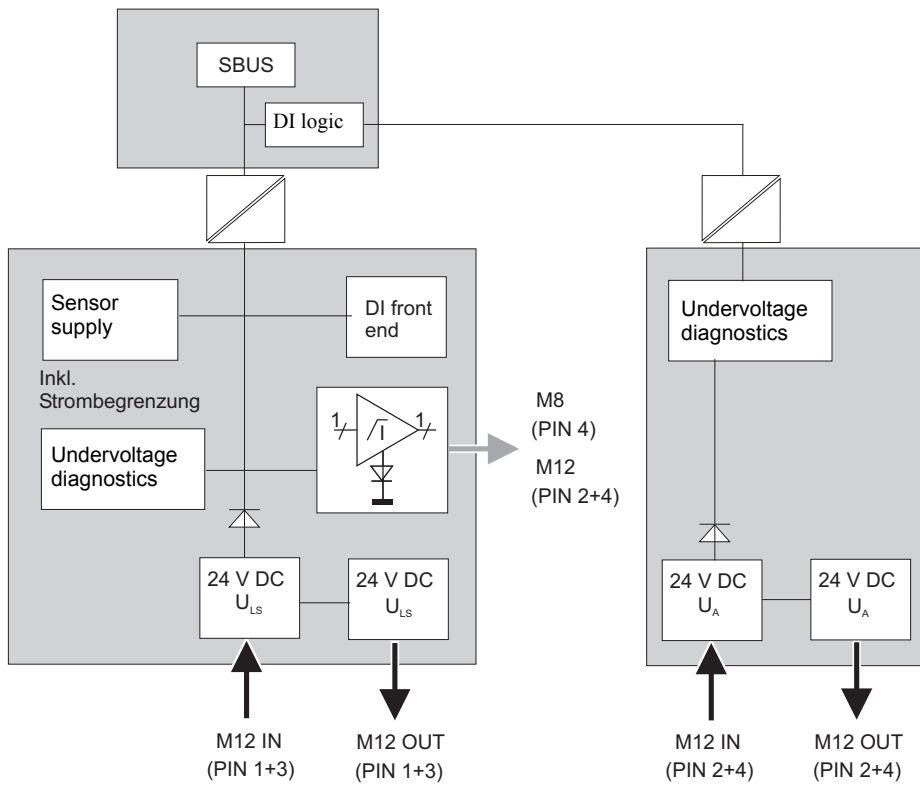 SBUS
DI logic
Sensor
supply
DI front
end
Inkl.
Strombegrenzung
Undervoltage
diagnostics
1
1
I
M8
(PIN 4)
M12
(PIN 2+4)
24 V DC
U_LS
24 V DC
U_LS
M12 IN
(PIN 1+3)
M12 OUT
(PIN 1+3)
Undervoltage
diagnostics
24 V DC
U_A
24 V DC
U_A
M12 IN
(PIN 2+4)
M12 OUT
(PIN 2+4)